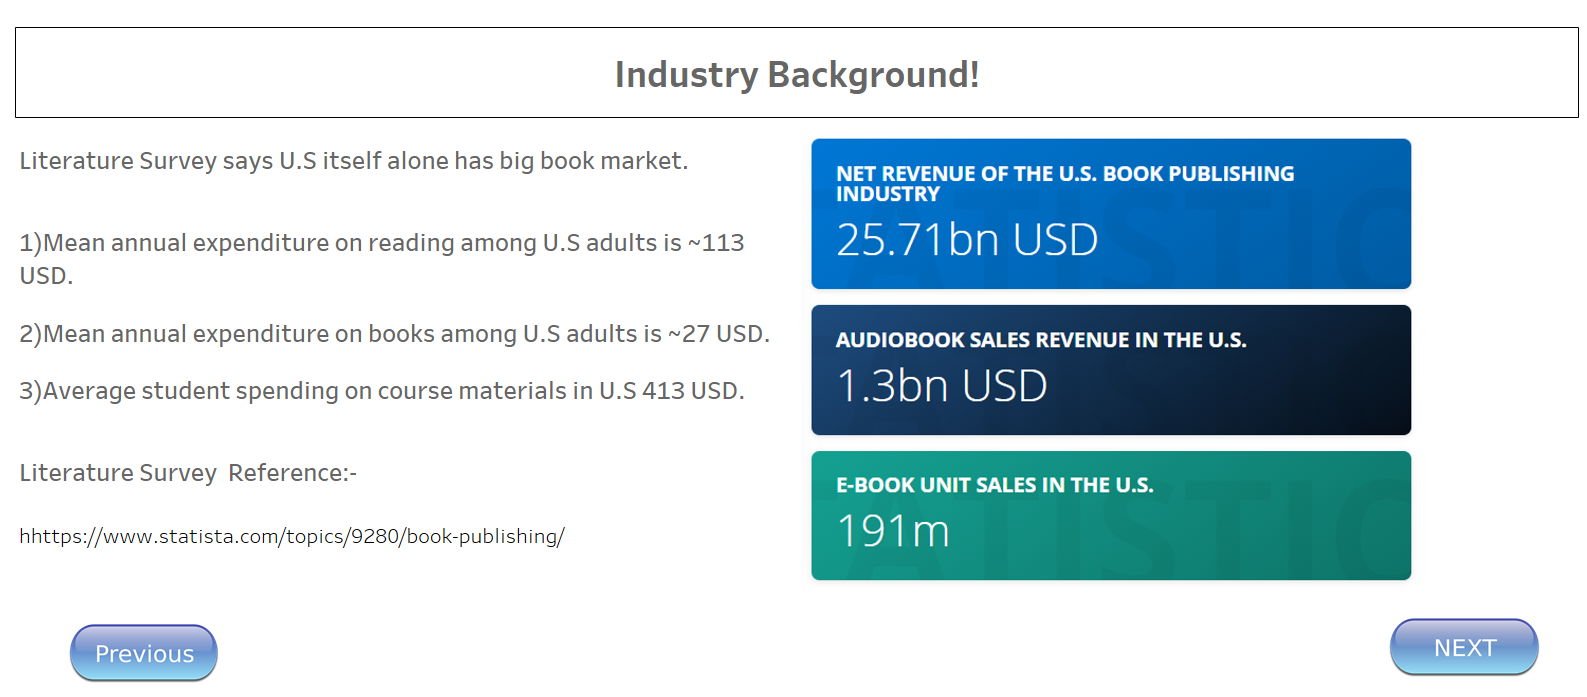 Industry Background!
Literature Survey says U.S itself alone has big book market.
1)Mean annual expenditure on reading among U.S adults is ~113
USD.
2)Mean annual expenditure on books among U.S adults is ~27 USD.
3)Average student spending on course materials in U.S 413 USD.
Literature Survey  Reference:-
hhttps://www.statista.com/topics/9280/book-publishing/
NET REVENUE OF THE U.S. BOOK PUBLISHING
INDUSTRY
25.71bn USD
AUDIOBOOK SALES REVENUE IN THE U.S.
1.3bn USD
E-BOOK UNIT SALES IN THE U.S.
191m
Previous
NEXT